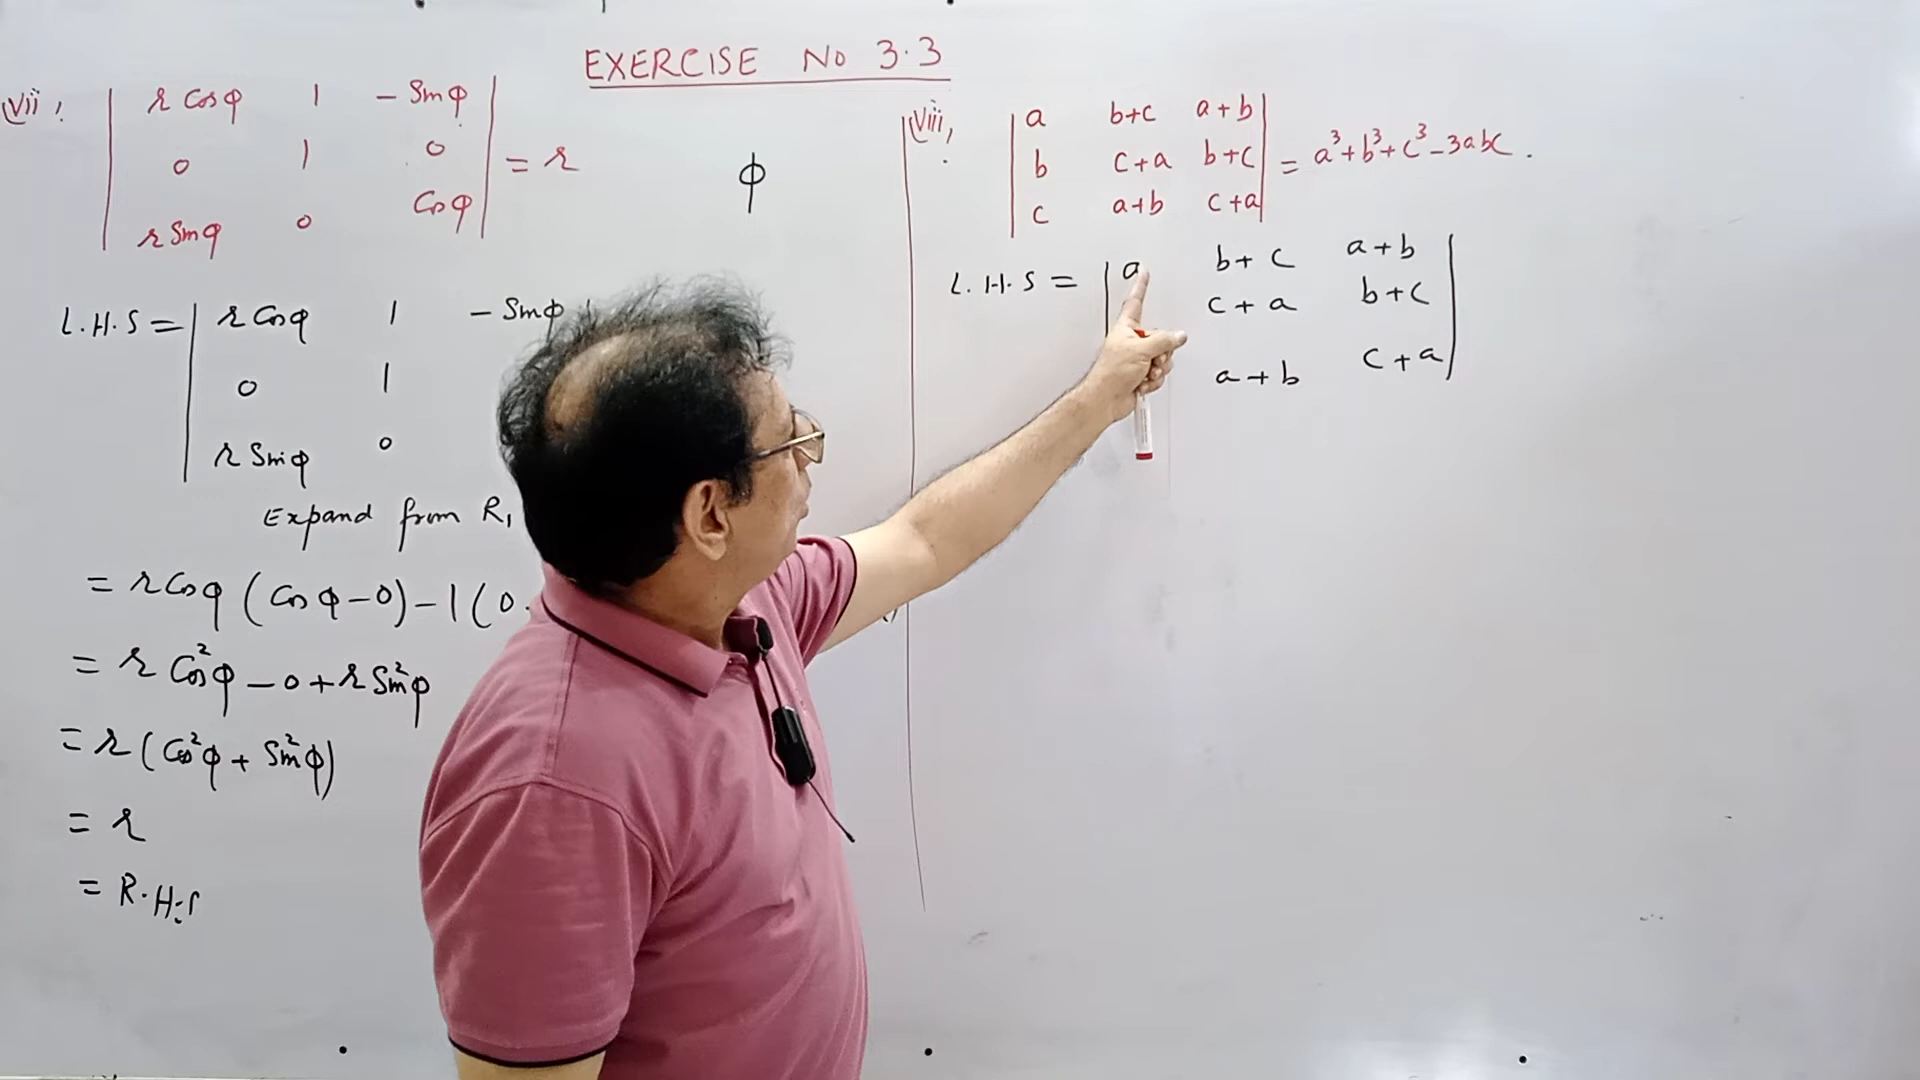 EXERCISE No 3.3
vii, | r Cosφ 1 - Sinφ |
| 0 1 0 | = r
| r Sinφ 0 Cosφ |
φ
L.H.S = | r Cosφ 1 - Sinφ
0 1
r Sinφ 0
Expand from R₁
= r Cosφ (Cosφ-0) - 1 (0
= r Cos²φ - 0 + r Sin²φ
= r (Cos²φ + Sin²φ)
= r
= R.H.S
viii, | a b+c a+b |
| b c+a b+c | = a³+b³+c³-3abc.
| c a+b c+a |
L.H.S = | a b+c a+b |
c+a b+c
a+b c+a